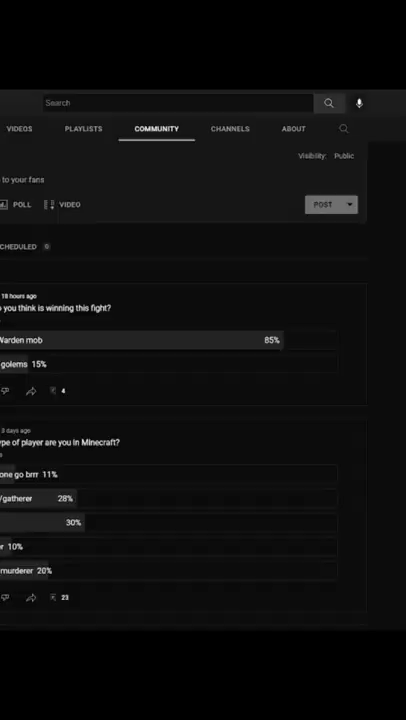 Search
VIDEOS PLAYLISTS COMMUNITY CHANNELS ABOUT
Visibility: Public
to your fans
POLL VIDEO POST
CHEDULED 0
18 hours ago
you think is winning this fight?
Warden mob 85%
golems 15%
4
3 days ago
ype of player are you in Minecraft?
one go brrr 11%
/gatherer 28%
30%
r 10%
murderer 20%
23